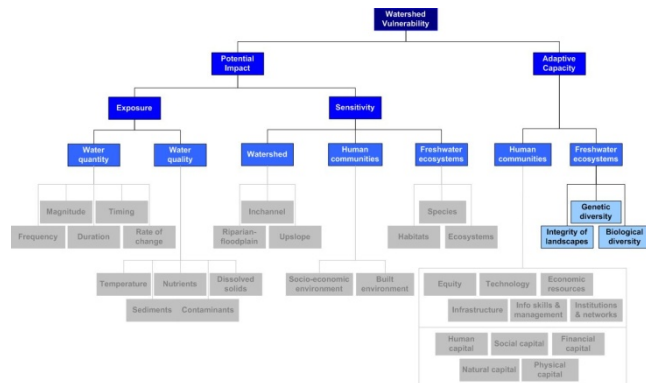 Watershed
Vulnerability
Potential
Impact
Adaptive
Capacity
Exposure
Sensitivity
Water
quantity
Water
quality
Watershed
Human
communities
Freshwater
ecosystems
Human
communities
Freshwater
ecosystems
Magnitude
Timing
Frequency
Duration
Rate of
change
Inchannel
Riparian-
floodplain
Upslope
Species
Habitats
Ecosystems
Genetic
diversity
Integrity of
landscapes
Biological
diversity
Temperature
Nutrients
Dissolved
solids
Sediments
Contaminants
Socio-economic
environment
Built
environment
Equity
Technology
Economic
resources
Infrastructure
Info skills &
management
Institutions
& networks
Human
capital
Social capital
Financial
capital
Natural capital
Physical
capital